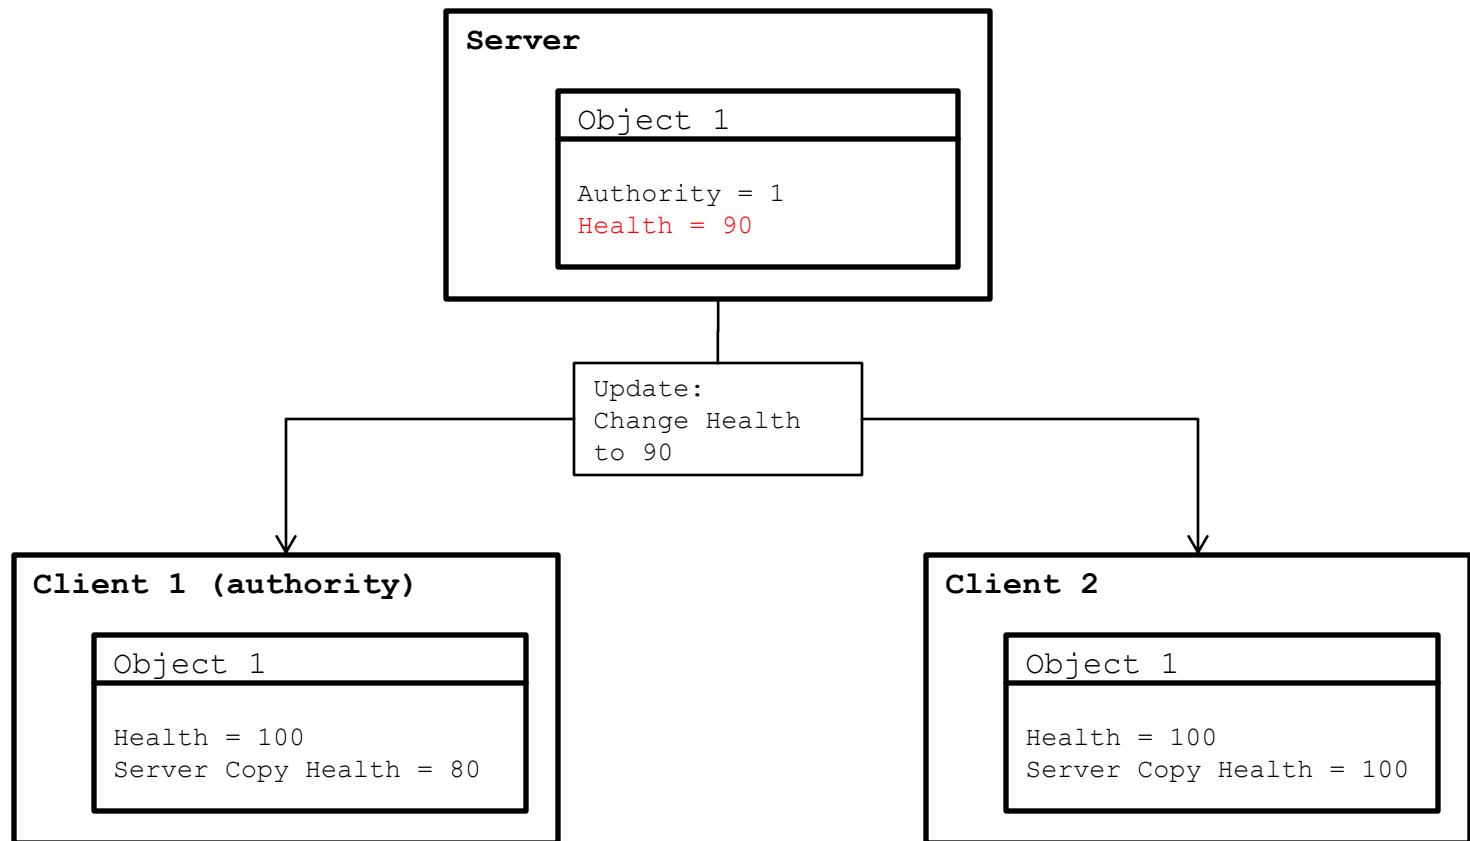 Server
Object 1
Authority = 1
Health = 90
Update:
Change Health
to 90
Client 1 (authority)
Object 1
Health = 100
Server Copy Health = 80
Client 2
Object 1
Health = 100
Server Copy Health = 100